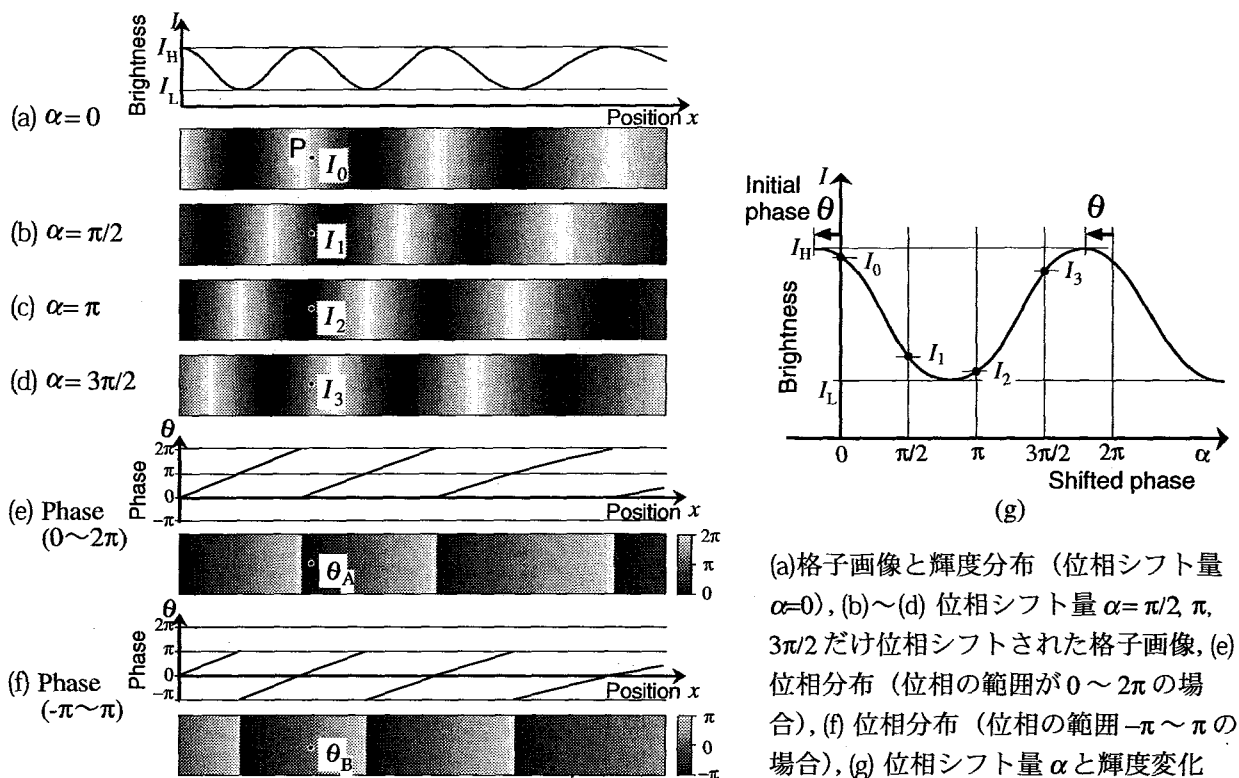 I
I_H
Brightness
I_L
Position x
(a) α = 0
P
I_0
(b) α = π/2
I_1
(c) α = π
I_2
(d) α = 3π/2
I_3
θ
2π
π
0
−π
Phase
Position x
(e) Phase
(0～2π)
θ_A
2π
π
0
θ
2π
π
0
−π
Phase
Position x
(f) Phase
(-π～π)
θ_B
π
0
−π
Initial
phase θ
I
θ
I_H
I_0
I_3
Brightness
I_1
I_2
I_L
0 π/2 π 3π/2 2π α
Shifted phase
(g)
(a)格子画像と輝度分布（位相シフト量
α=0）, (b)～(d) 位相シフト量 α= π/2, π,
3π/2 だけ位相シフトされた格子画像, (e)
位相分布（位相の範囲が 0 ～ 2π の場
合）, (f) 位相分布（位相の範囲 −π ～ π の
場合）, (g) 位相シフト量 α と輝度変化